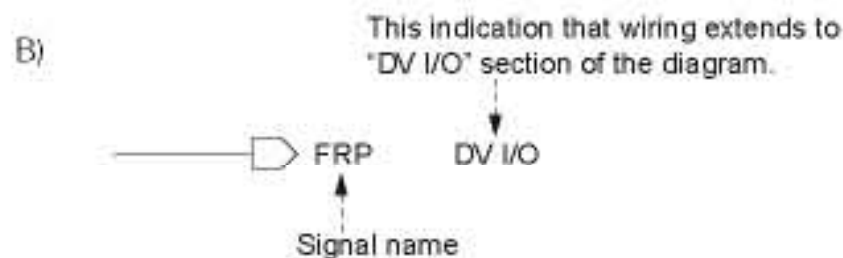 This indication that wiring extends to
"DV I/O" section of the diagram.
B)
FRP DV I/O
Signal name